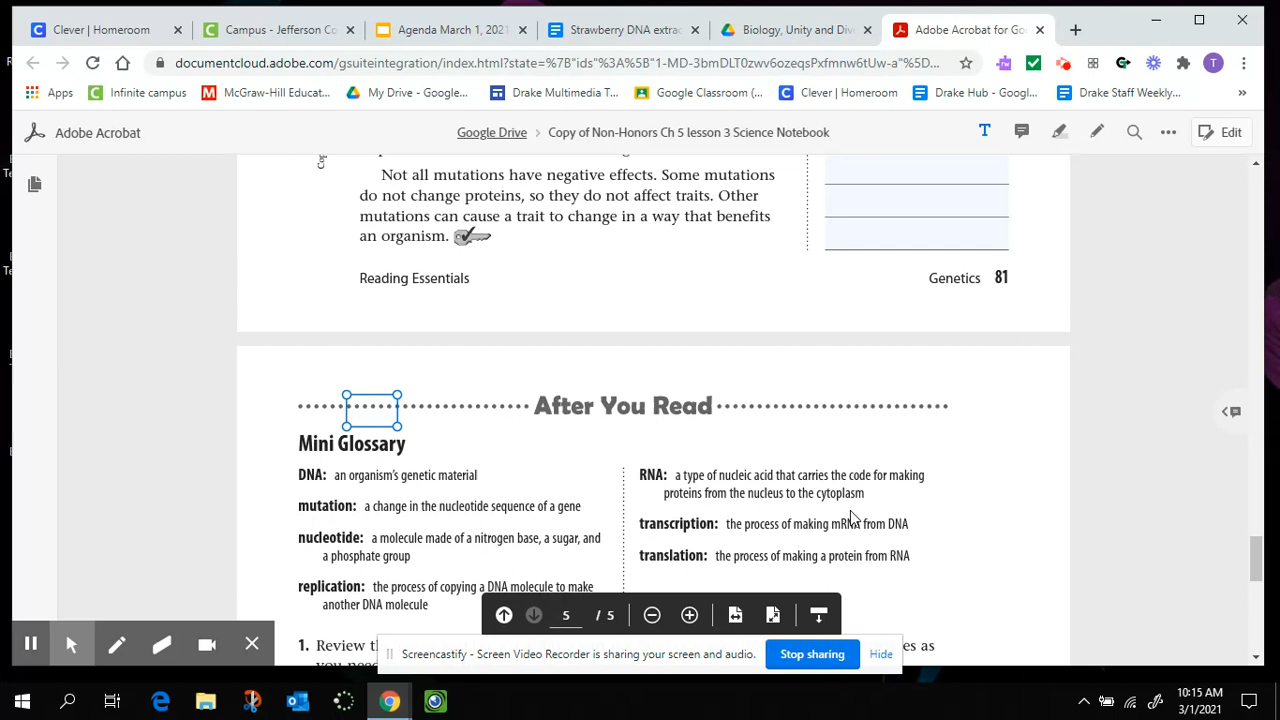 Clever | Homeroom
Campus - Jefferson Co
Agenda March 1, 2021
Strawberry DNA extrac
Biology, Unity and Div
Adobe Acrobat for Go
documentcloud.adobe.com/gsuiteintegration/index.html?state=%7B"ids"%3A%5B"1-MD-3bmDLT0zwv6ozeqsPxfmnw6tUw-a"%5D...
T
Apps
Infinite campus
McGraw-Hill Educat...
My Drive - Google...
Drake Multimedia T...
Google Classroom (...
Clever | Homeroom
Drake Hub - Googl...
Drake Staff Weekly...
»
Adobe Acrobat
Google Drive > Copy of Non-Honors Ch 5 lesson 3 Science Notebook
T
Edit
Not all mutations have negative effects. Some mutations
do not change proteins, so they do not affect traits. Other
mutations can cause a trait to change in a way that benefits
an organism.
Reading Essentials
Genetics 81
After You Read
Mini Glossary
DNA: an organism's genetic material
mutation: a change in the nucleotide sequence of a gene
nucleotide: a molecule made of a nitrogen base, a sugar, and
a phosphate group
replication: the process of copying a DNA molecule to make
another DNA molecule
RNA: a type of nucleic acid that carries the code for making
proteins from the nucleus to the cytoplasm
transcription: the process of making mRNA from DNA
translation: the process of making a protein from RNA
5 / 5
1. Review
es as
Screencastify - Screen Video Recorder is sharing your screen and audio.
Stop sharing
Hide
10:15 AM
3/1/2021